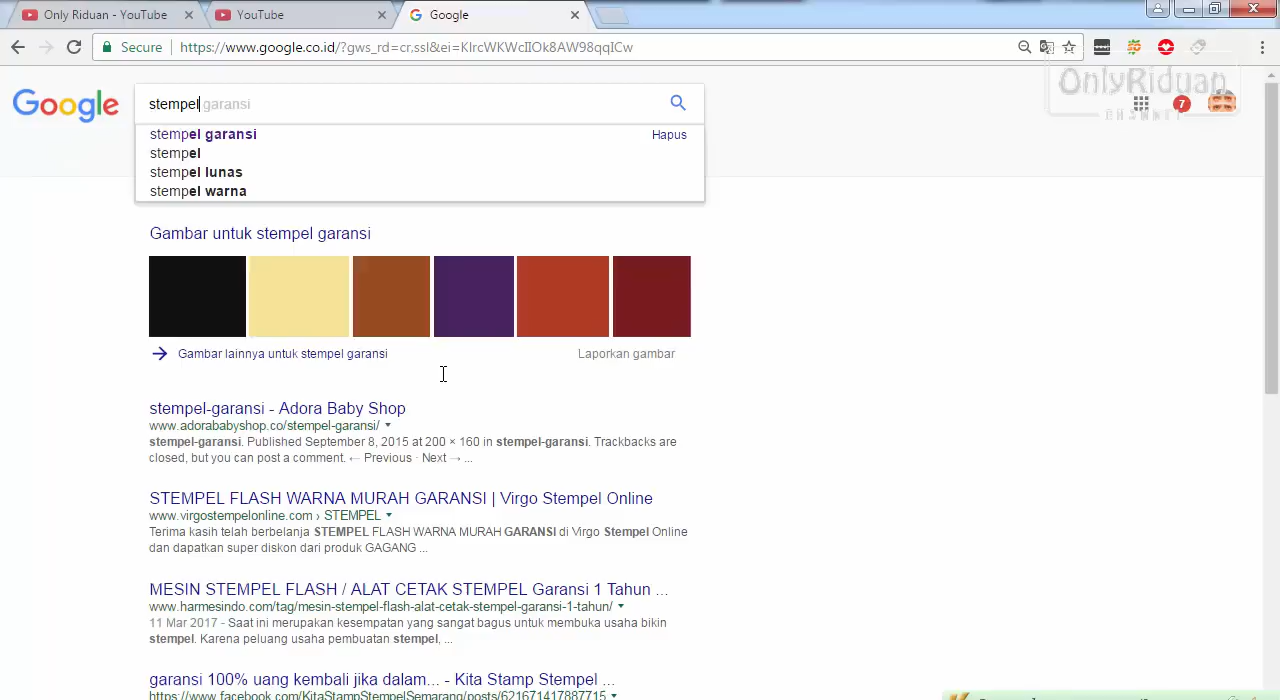 Only Riduan - YouTube
YouTube
Google
Secure
https://www.google.co.id/?gws_rd=cr,ssl&ei=KlrcWKWcIIOk8AW98qqICw
OnlyRiduan
CHANNEL
7
Google
stempel garansi
stempel garansi
Hapus
stempel
stempel lunas
stempel warna
Gambar untuk stempel garansi
Gambar lainnya untuk stempel garansi
Laporkan gambar
stempel-garansi - Adora Baby Shop
www.adorababyshop.co/stempel-garansi/
stempel-garansi. Published September 8, 2015 at 200 × 160 in stempel-garansi. Trackbacks are
closed, but you can post a comment. ← Previous · Next → ...
STEMPEL FLASH WARNA MURAH GARANSI | Virgo Stempel Online
www.virgostempelonline.com › STEMPEL
Terima kasih telah berbelanja STEMPEL FLASH WARNA MURAH GARANSI di Virgo Stempel Online
dan dapatkan super diskon dari produk GAGANG ...
MESIN STEMPEL FLASH / ALAT CETAK STEMPEL Garansi 1 Tahun ...
www.harmesindo.com/tag/mesin-stempel-flash-alat-cetak-stempel-garansi-1-tahun/
11 Mar 2017 - Saat ini merupakan kesempatan yang sangat bagus untuk membuka usaha bikin
stempel. Karena peluang usaha pembuatan stempel, ...
garansi 100% uang kembali jika dalam... - Kita Stamp Stempel ...
https://www.facebook.com/KitaStampStempelSemarang/posts/621671417887715